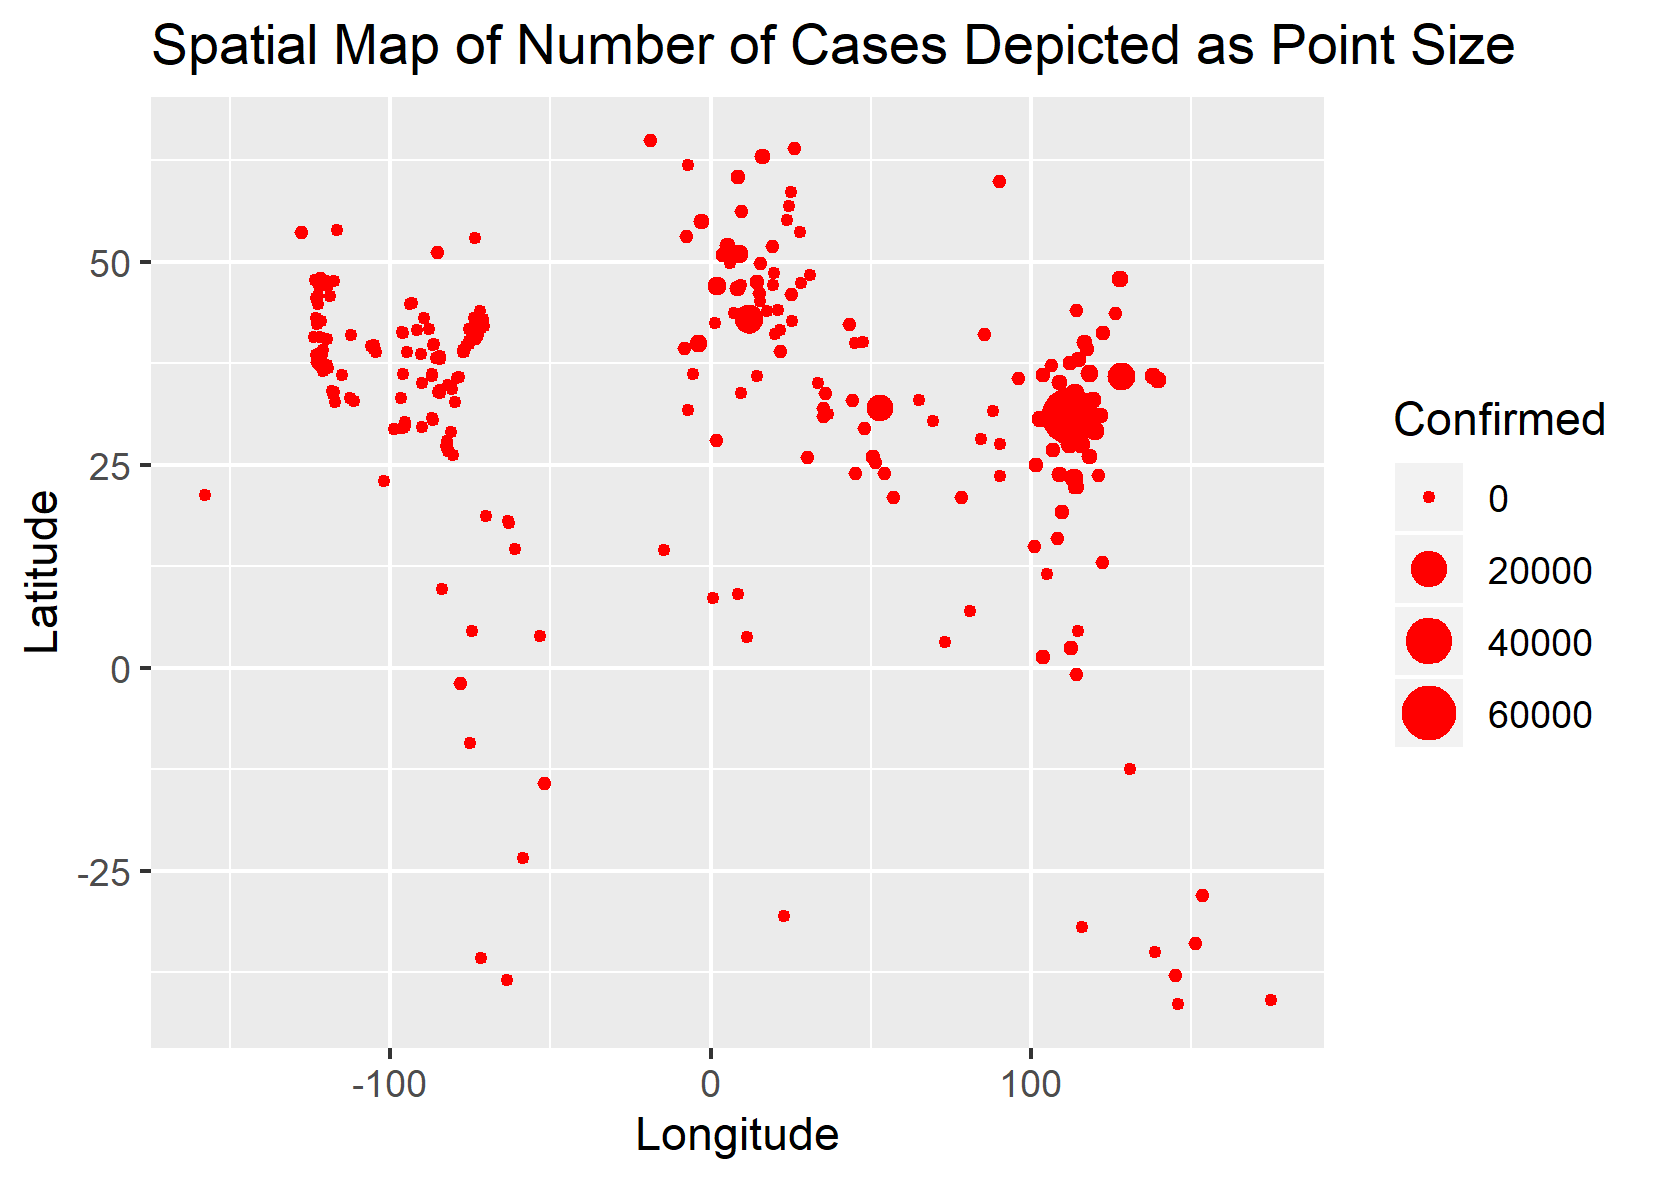 Spatial Map of Number of Cases Depicted as Point Size
50
25
0
-25
Latitude
-100 0 100
Longitude
Confirmed
0
20000
40000
60000